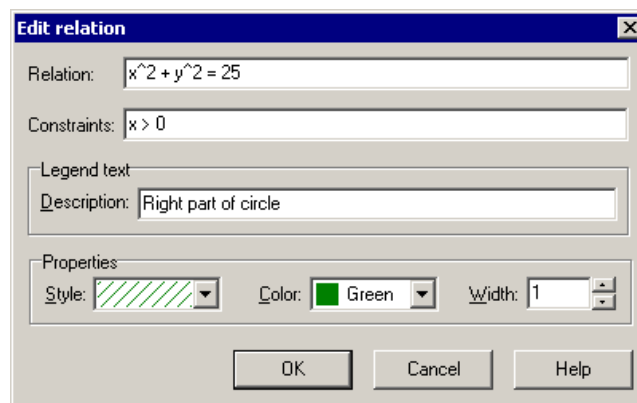 Edit relation
Relation: x^2 + y^2 = 25
Constraints: x > 0
Legend text
Description: Right part of circle
Properties
Style: Color: Green Width: 1
OK Cancel Help